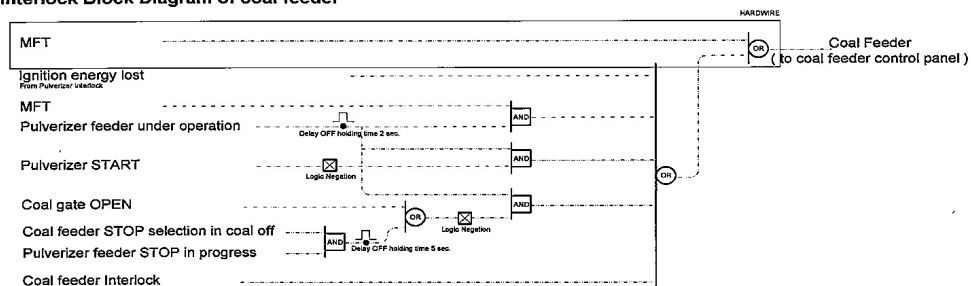 Interlock Block Diagram of coal feeder
HARDWIRE
MFT
OR
Coal Feeder
( to coal feeder control panel )
Ignition energy lost
From Pulverizer Interlock
MFT
AND
Pulverizer feeder under operation
Delay OFF holding time 2 sec.
AND
Pulverizer START
Logic Negation
OR
Coal gate OPEN
OR
AND
Logic Negation
Coal feeder STOP selection in coal off
AND
Delay OFF holding time 5 sec.
Pulverizer feeder STOP in progress
Coal feeder Interlock